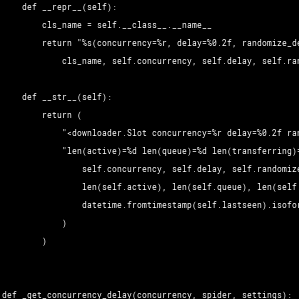 def __repr__(self):
cls_name = self.__class__.__name__
return "%s(concurrency=%r, delay=%0.2f, randomize_de
cls_name, self.concurrency, self.delay, self.ran
def __str__(self):
return (
"<downloader.Slot concurrency=%r delay=%0.2f ran
"len(active)=%d len(queue)=%d len(transferring)=
self.concurrency, self.delay, self.randomize
len(self.active), len(self.queue), len(self
datetime.fromtimestamp(self.lastseen).isofor
)
)
def _get_concurrency_delay(concurrency, spider, settings):